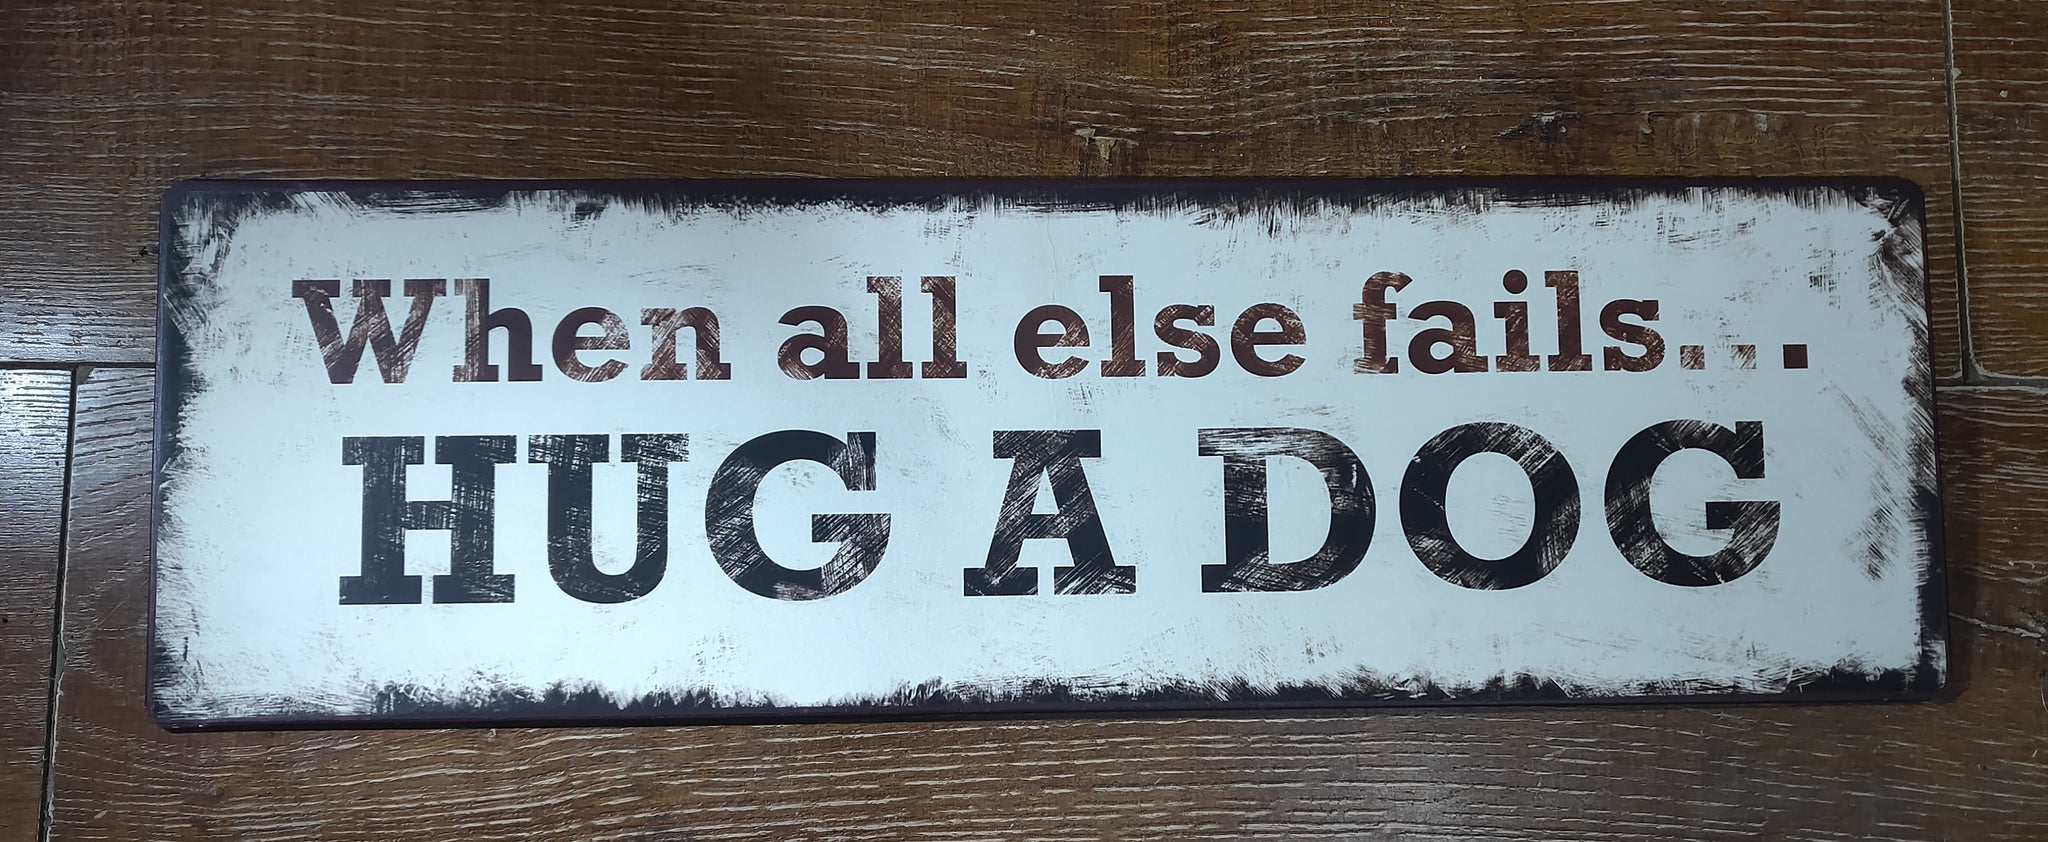 When all else fails...
HUG A DOG